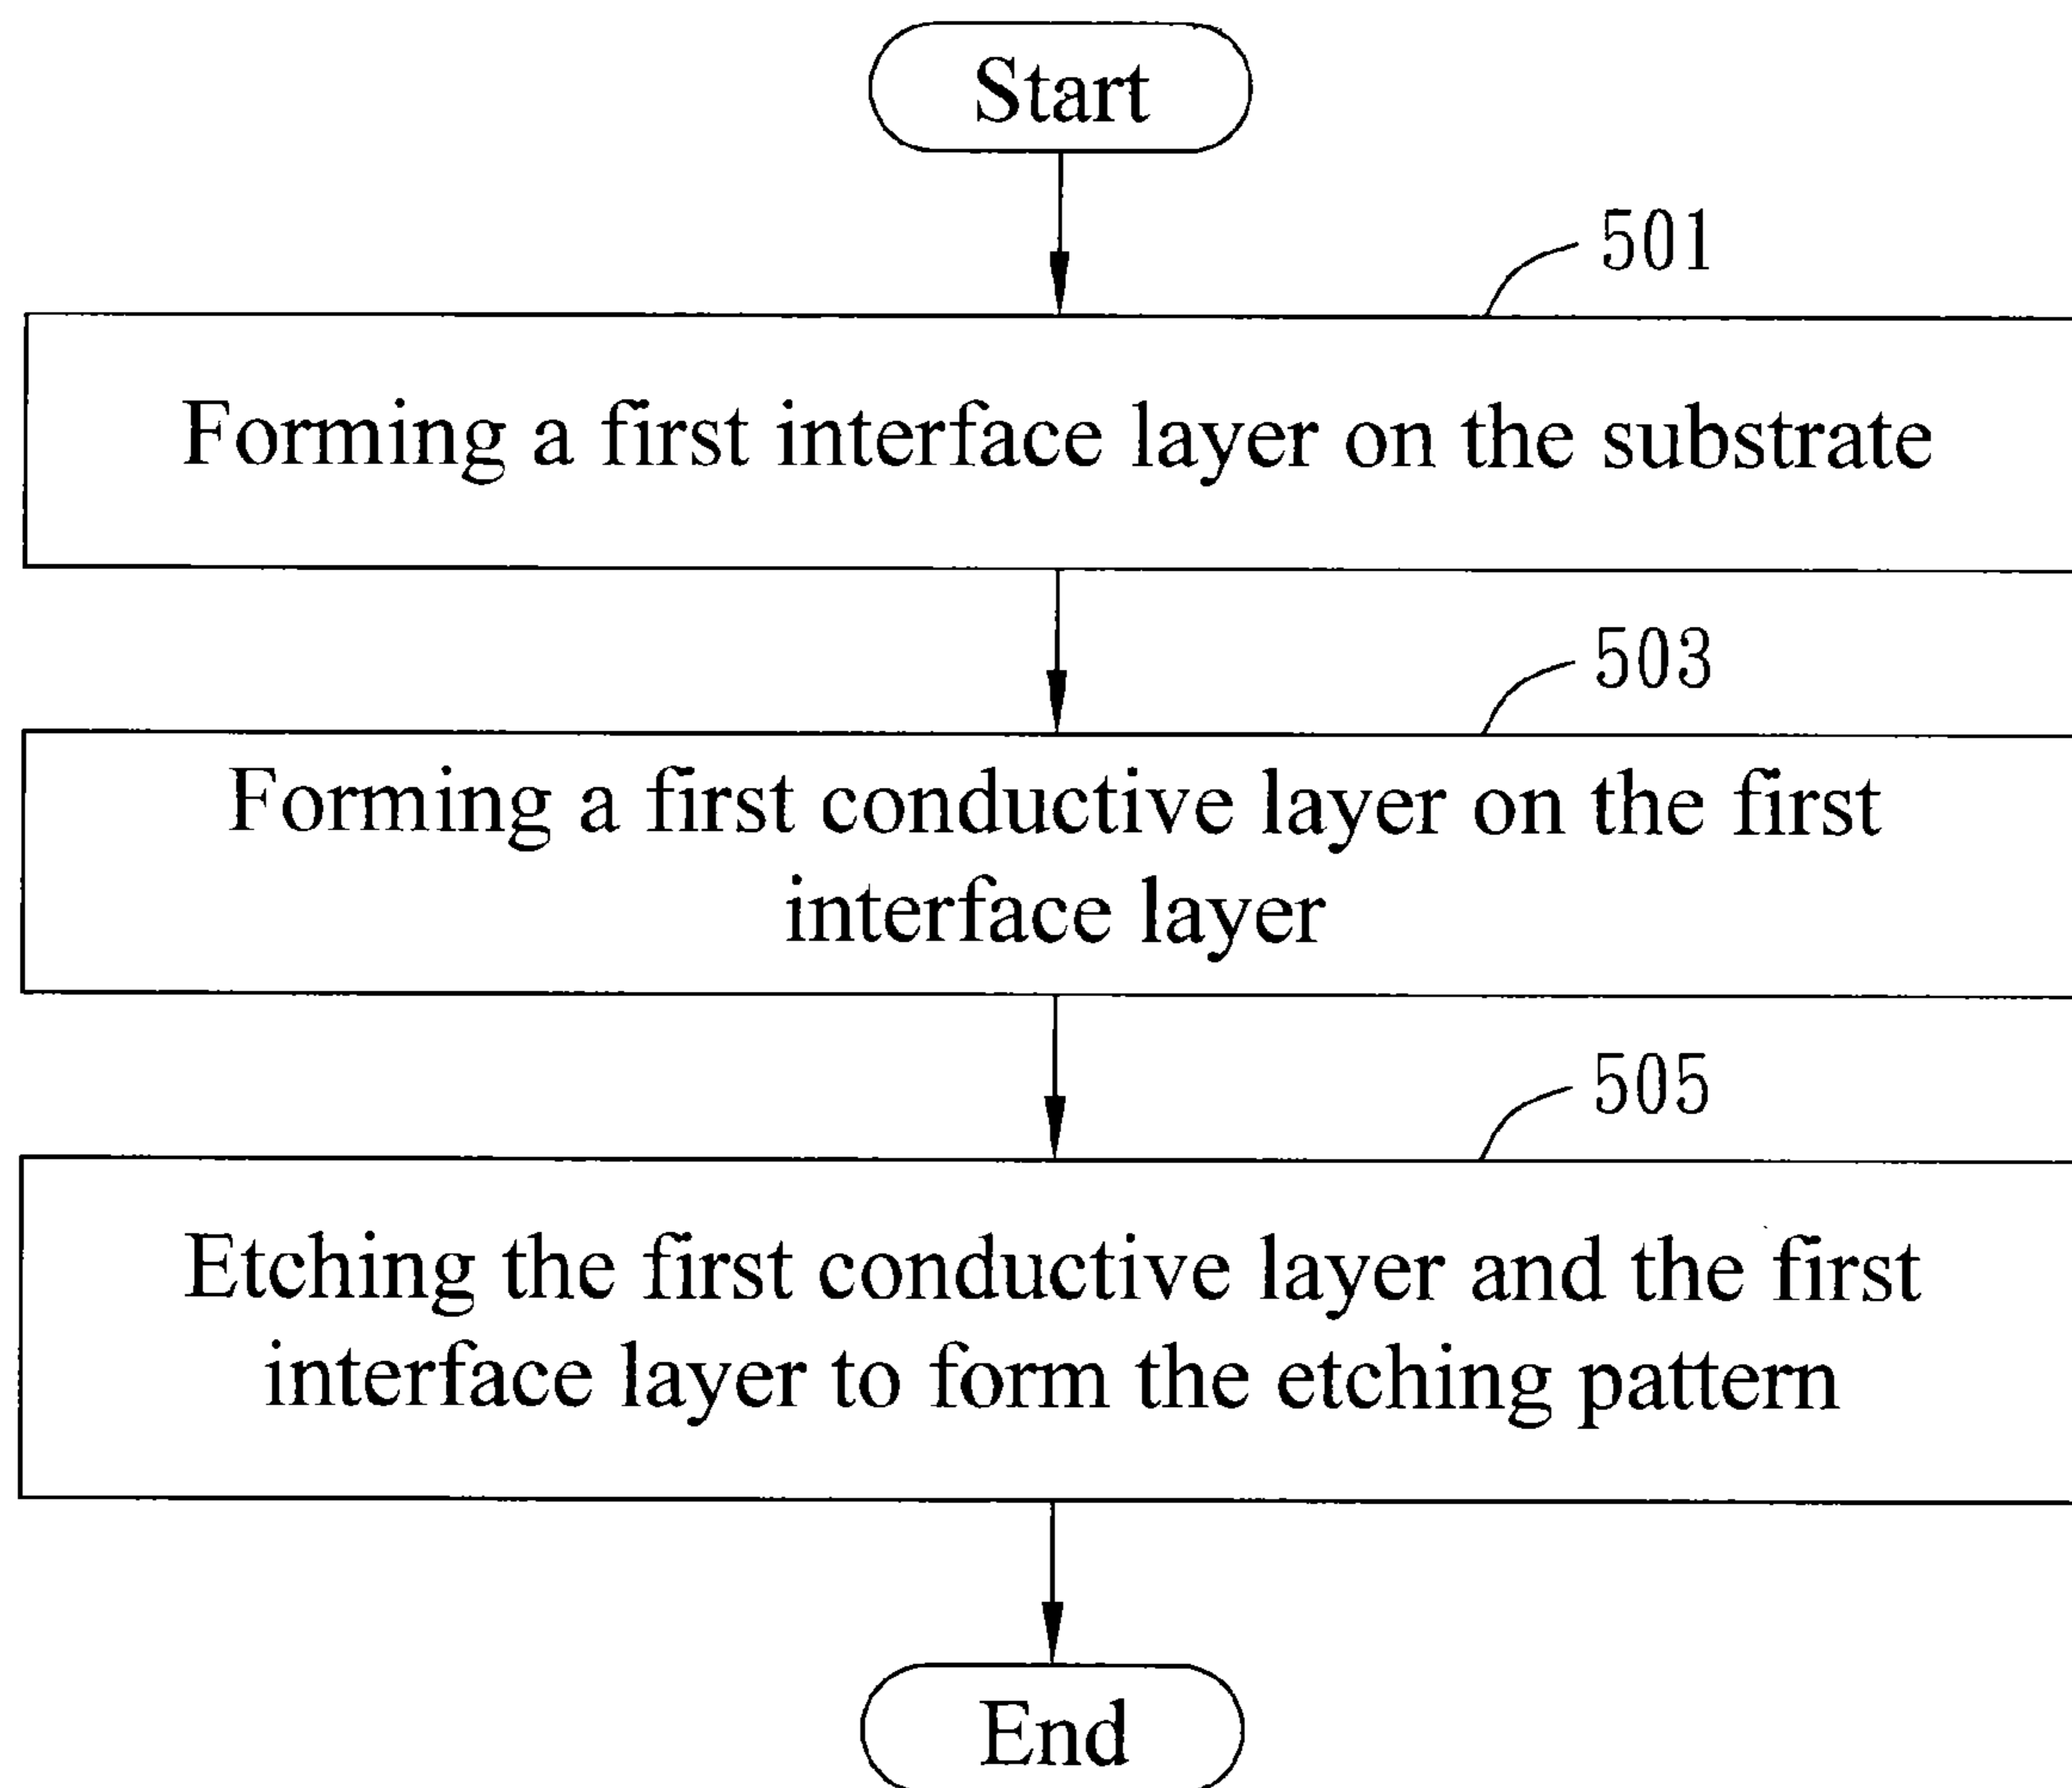 Start
501
Forming a first interface layer on the substrate
503
Forming a first conductive layer on the first
interface layer
505
Etching the first conductive layer and the first
interface layer to form the etching pattern
End